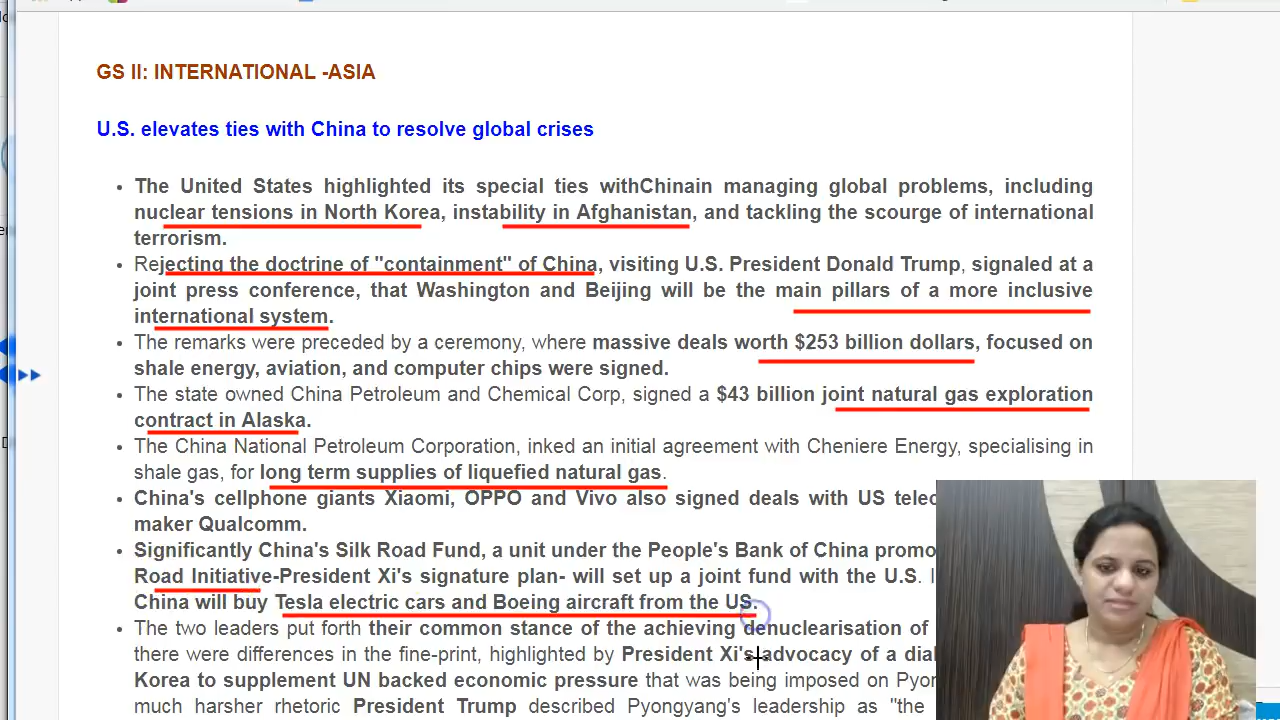 GS II: INTERNATIONAL -ASIA
U.S. elevates ties with China to resolve global crises
• The United States highlighted its special ties withChinain managing global problems, including
nuclear tensions in North Korea, instability in Afghanistan, and tackling the scourge of international
terrorism.
• Rejecting the doctrine of "containment" of China, visiting U.S. President Donald Trump, signaled at a
joint press conference, that Washington and Beijing will be the main pillars of a more inclusive
international system.
• The remarks were preceded by a ceremony, where massive deals worth $253 billion dollars, focused on
shale energy, aviation, and computer chips were signed.
• The state owned China Petroleum and Chemical Corp, signed a $43 billion joint natural gas exploration
contract in Alaska.
• The China National Petroleum Corporation, inked an initial agreement with Cheniere Energy, specialising in
shale gas, for long term supplies of liquefied natural gas.
• China's cellphone giants Xiaomi, OPPO and Vivo also signed deals with US
maker Qualcomm.
• Significantly China's Silk Road Fund, a unit under the People's Bank of China
Road Initiative-President Xi's signature plan- will set up a joint fund with the U.S.
China will buy Tesla electric cars and Boeing aircraft from the US.
• The two leaders put forth their common stance of the achieving denuclearisation of
there were differences in the fine-print, highlighted by President Xi's advocacy of a
Korea to supplement UN backed economic pressure that was being imposed on
much harsher rhetoric President Trump described Pyongyang's leadership as "the